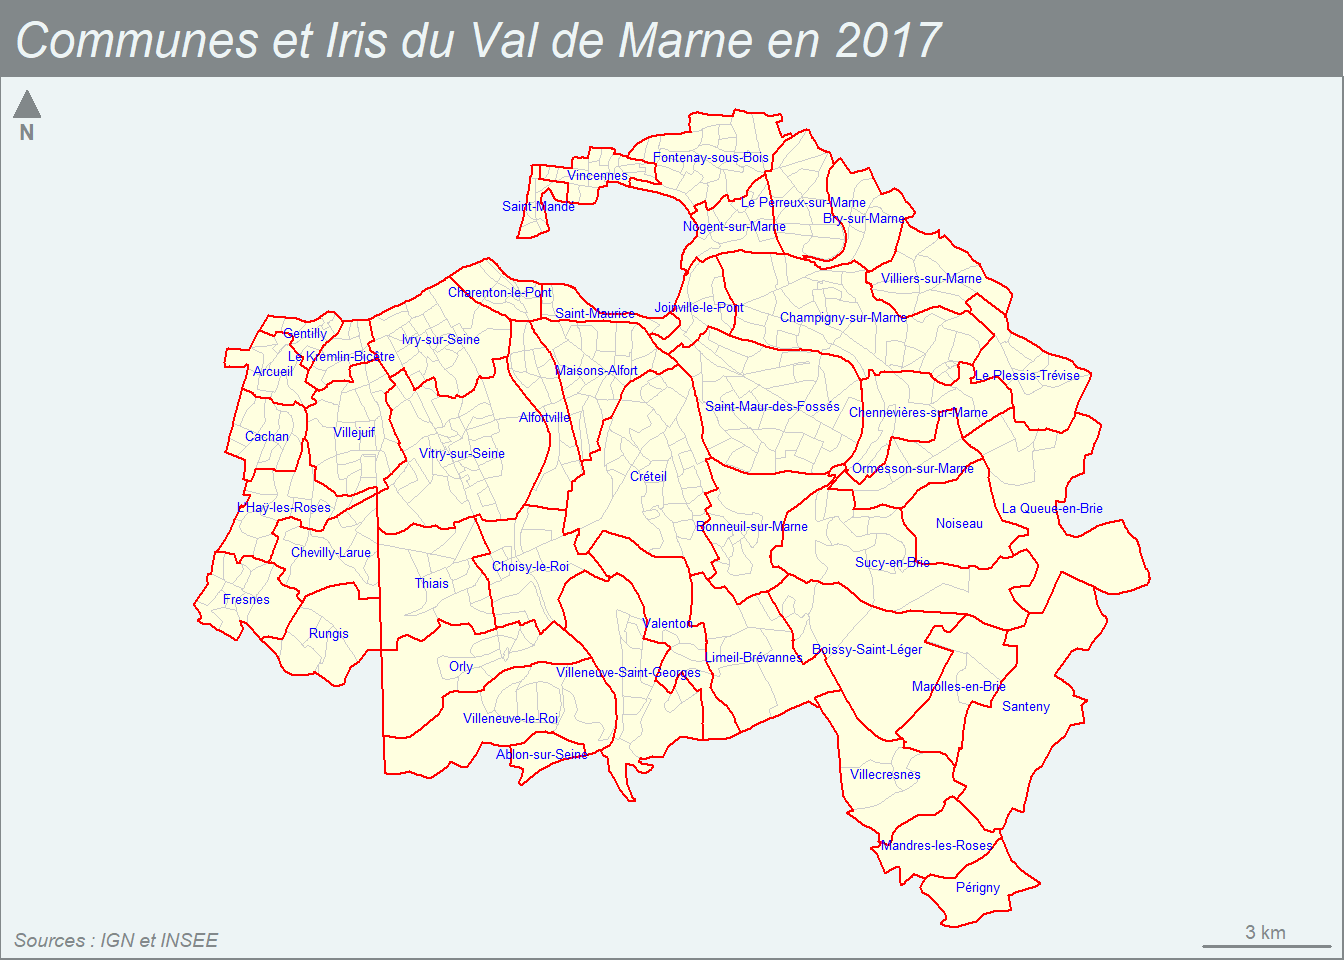 Communes et Iris du Val de Marne en 2017
N
Fontenay-sous-Bois
Vincennes
Saint-Mandé
Le Perreux-sur-Marne
Bry-sur-Marne
Nogent-sur-Marne
Villiers-sur-Marne
Charenton-le-Pont
Saint-Maurice
Joinville-le-Pont
Champigny-sur-Marne
Gentilly
Ivry-sur-Seine
Le Kremlin-Bicêtre
Arcueil
Maisons-Alfort
Le Plessis-Trévise
Saint-Maur-des-Fossés
Chennevières-sur-Marne
Alfortville
Cachan
Villejuif
Vitry-sur-Seine
Ormesson-sur-Marne
Créteil
L'Haÿ-les-Roses
La Queue-en-Brie
Noiseau
Bonneuil-sur-Marne
Chevilly-Larue
Sucy-en-Brie
Choisy-le-Roi
Thiais
Fresnes
Valenton
Rungis
Boissy-Saint-Léger
Limeil-Brévannes
Orly
Villeneuve-Saint-Georges
Marolles-en-Brie
Santeny
Villeneuve-le-Roi
Ablon-sur-Seine
Villecresnes
Mandres-les-Roses
Périgny
3 km
Sources : IGN et INSEE